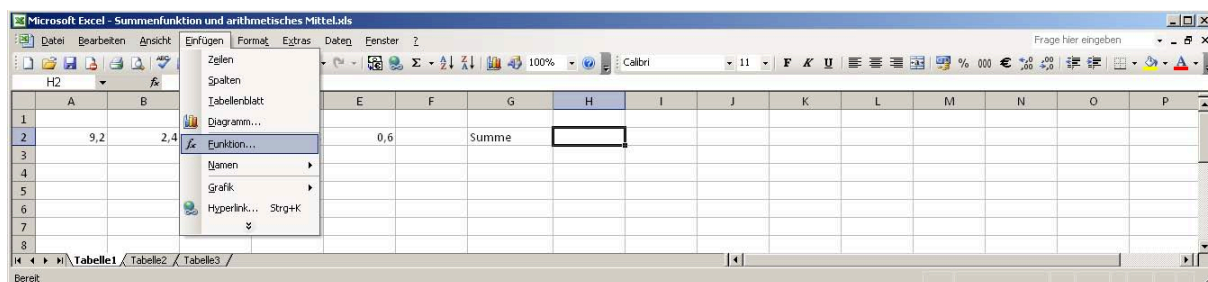 Microsoft Excel - Summenfunktion und arithmetisches Mittel.xls
Datei Bearbeiten Ansicht Einfügen Format Extras Daten Fenster ? Frage hier eingeben
100% Calibri 11 F K U % 000 €
H2 fx
A B E F G H I J K L M N O P
1
2 9,2 2,4 0,6 Summe
3
4
5
6
7
8
Zeilen
Spalten
Tabellenblatt
Diagramm...
fx Funktion...
Namen
Grafik
Hyperlink... Strg+K
Tabelle1 Tabelle2 Tabelle3
Bereit